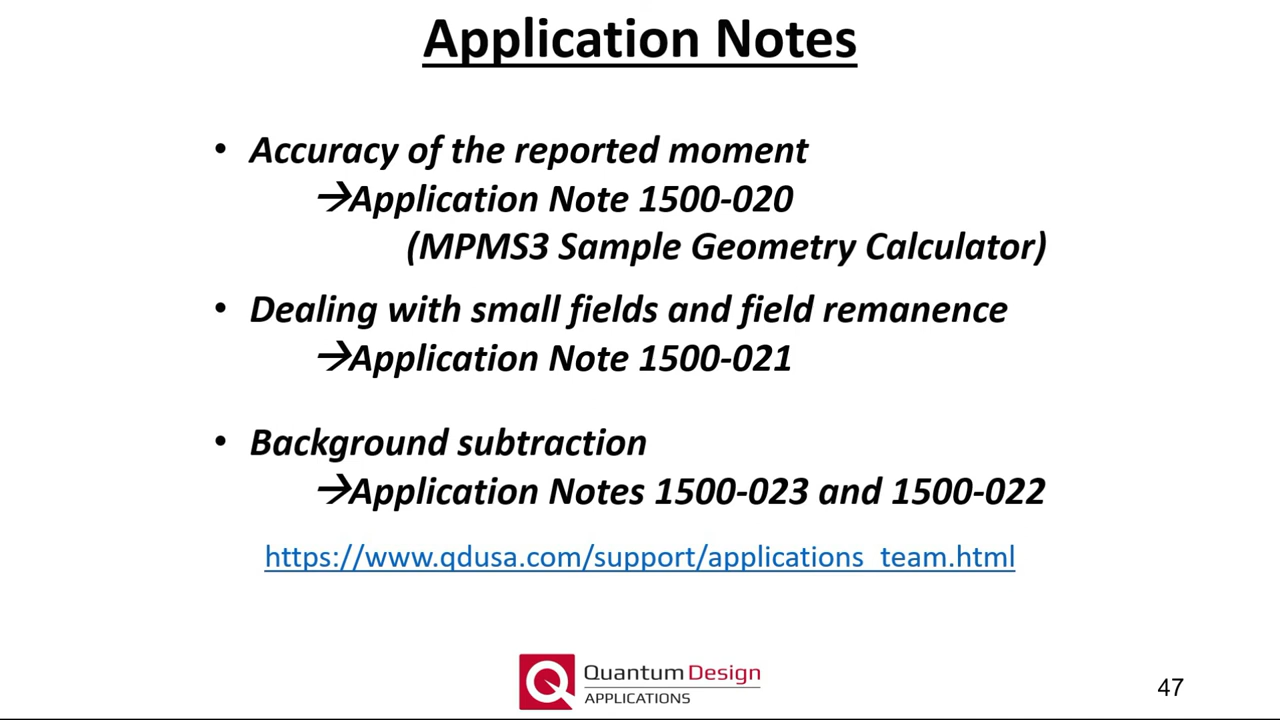 Application Notes
• Accuracy of the reported moment
→Application Note 1500-020
(MPMS3 Sample Geometry Calculator)
• Dealing with small fields and field remanence
→Application Note 1500-021
• Background subtraction
→Application Notes 1500-023 and 1500-022
https://www.qdusa.com/support/applications_team.html
Quantum Design
APPLICATIONS
47